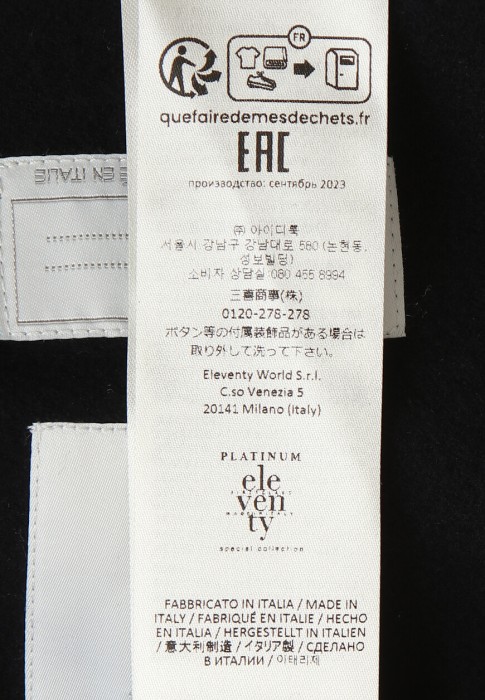 FR
quefairedemesdechets.fr
EAC
производство: сентябрь 2023
㈜ 아이디룩
서울시 강남구 강남대로 580 (논현동,
성보빌딩)
소비자 상담실:080 455 6994
三喜商事(株)
0120-278-278
ボタン等の付属装飾品がある場合は
取り外して洗って下さい。
Eleventy World S.r.l.
C.so Venezia 5
20141 Milano (Italy)
PLATINUM
ele
ven
ty
special collection
FABBRICATO IN ITALIA / MADE IN
ITALY / FABRIQUÉ EN ITALIE / HECHO
EN ITALIA / HERGESTELLT IN ITALIEN
/ 意大利制造 / イタリア製 / СДЕЛАНО
В ИТАЛИИ / 이태리제
EN ITALIE